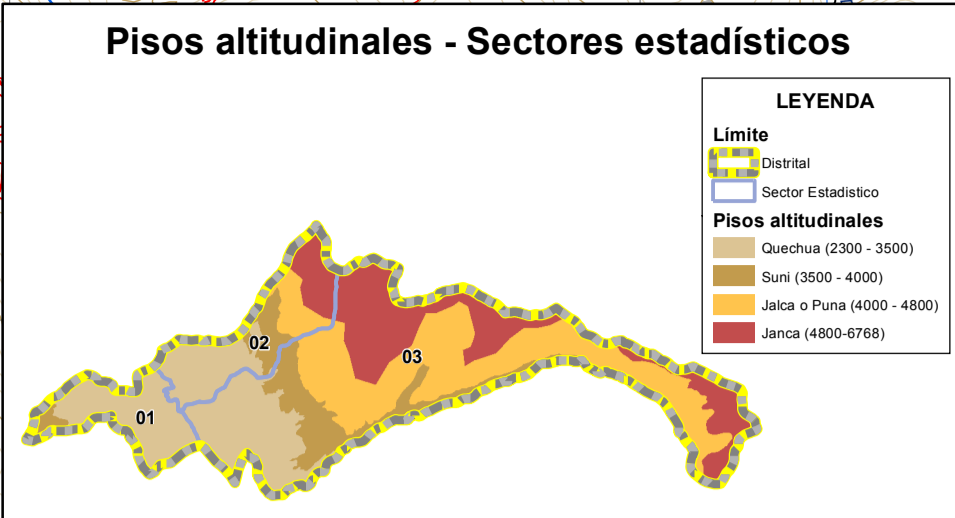 Pisos altitudinales - Sectores estadísticos
LEYENDA
Límite
Distrital
Sector Estadistico
Pisos altitudinales
Quechua (2300 - 3500)
Suni (3500 - 4000)
Jalca o Puna (4000 - 4800)
Janca (4800-6768)
02
03
01